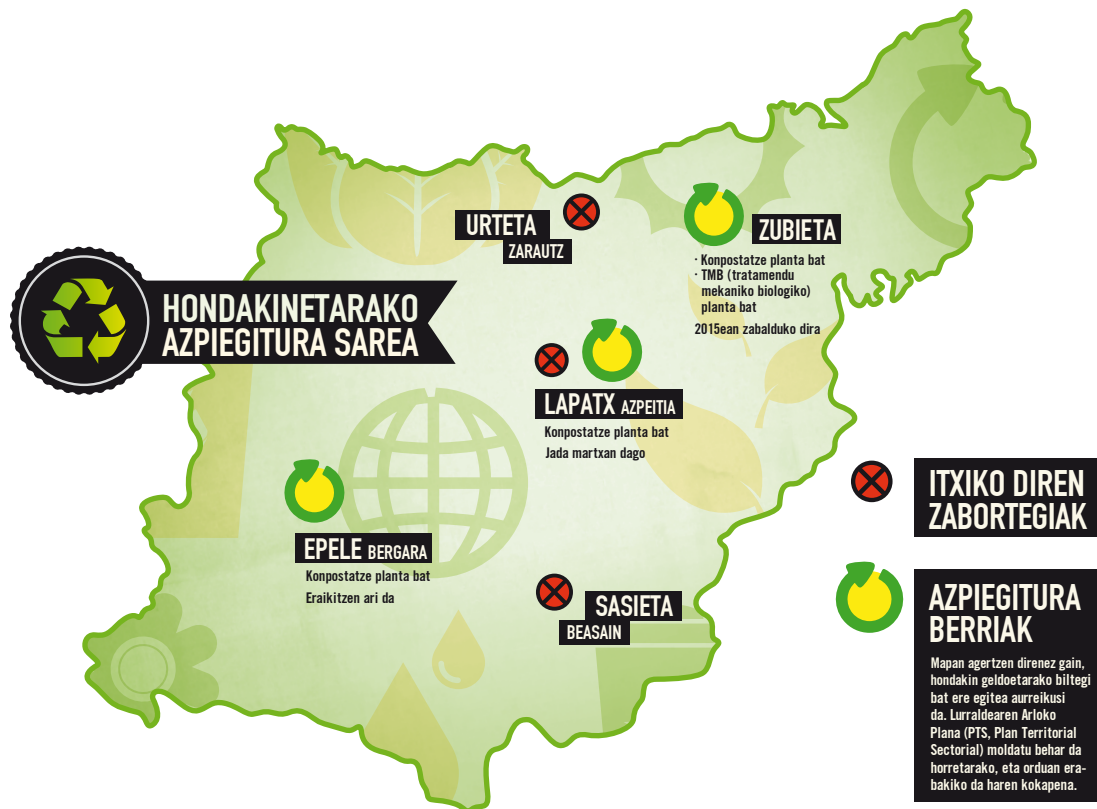 HONDAKINETARAKO
AZPIEGITURA SAREA
URTETA
ZARAUTZ
ZUBIETA
· Konpostatze planta bat
· TMB (tratamendu
mekaniko biologiko)
planta bat
2015ean zabalduko dira
LAPATX AZPEITIA
Konpostatze planta bat
Jada martxan dago
EPELE BERGARA
Konpostatze planta bat
Eraikitzen ari da
SASIETA
BEASAIN
ITXIKO DIREN
ZABORTEGIAK
AZPIEGITURA
BERRIAK
Mapan agertzen direnez gain,
hondakin geldoetarako biltegi
bat ere egitea aurreikusi
da. Lurraldearen Arloko
Plana (PTS, Plan Territorial
Sectorial) moldatu behar da
horretarako, eta orduan era-
bakiko da haren kokapena.